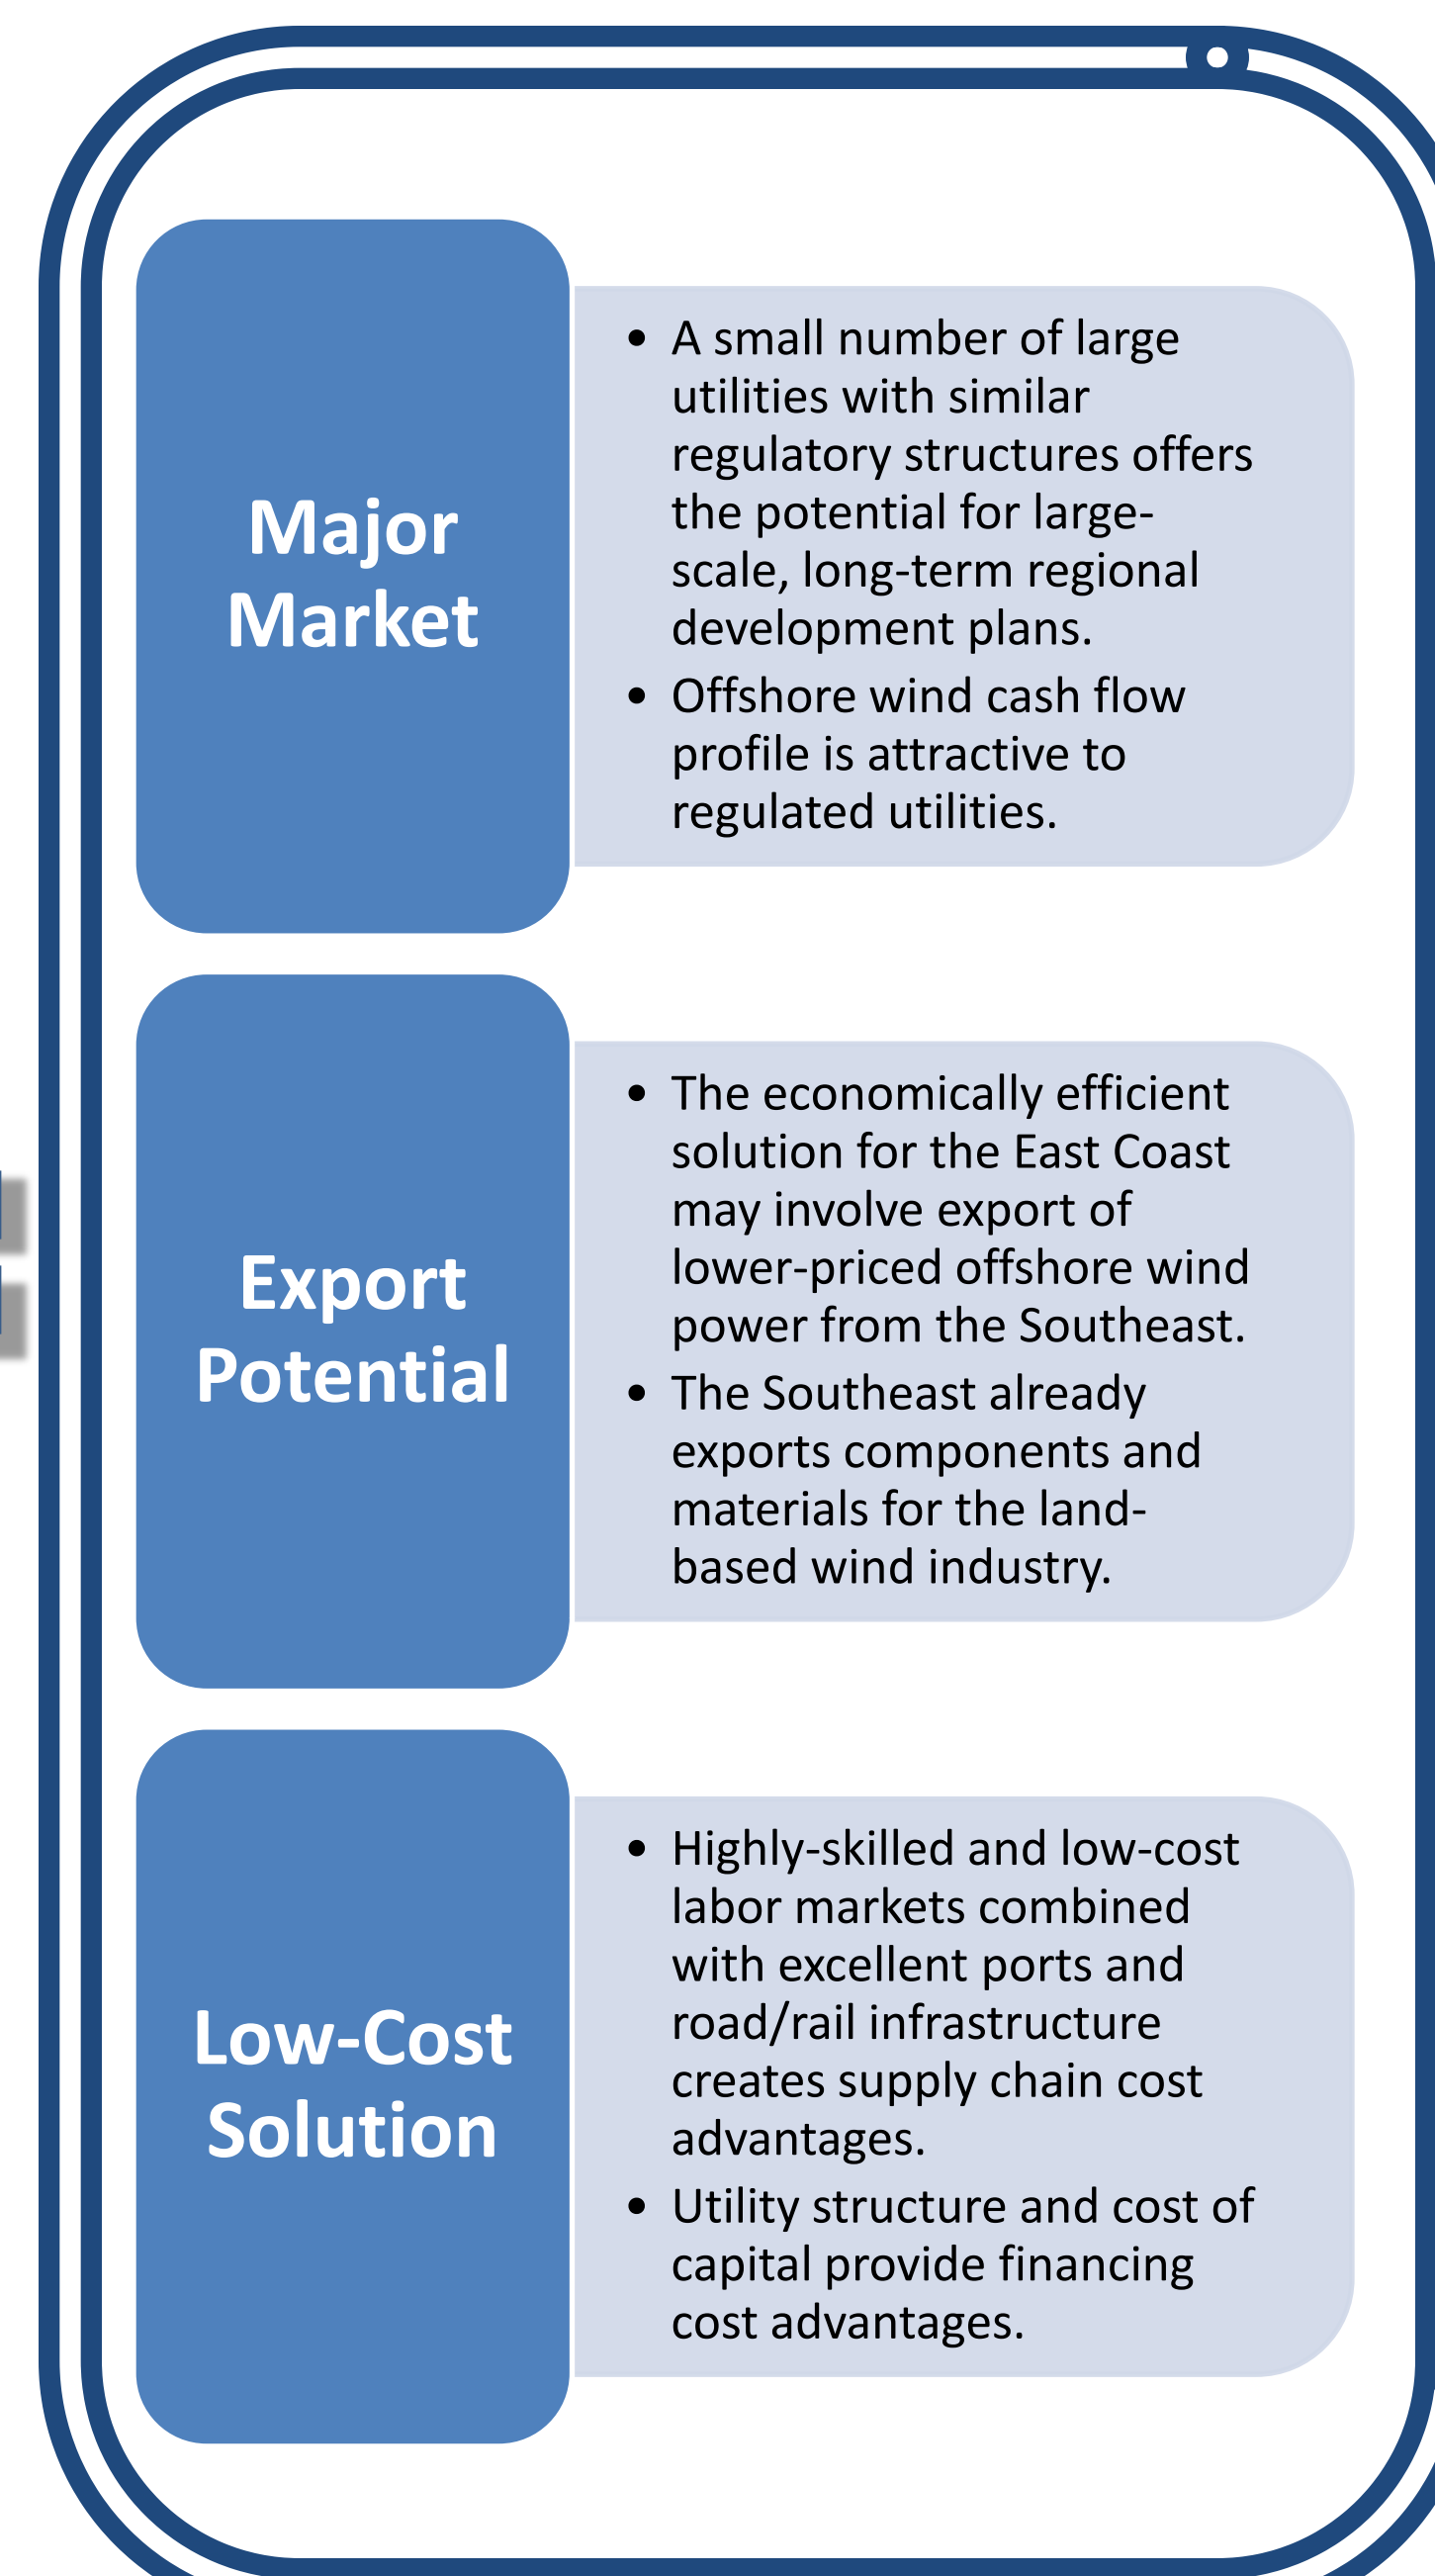 Major
Market
• A small number of large
utilities with similar
regulatory structures offers
the potential for large-
scale, long-term regional
development plans.
• Offshore wind cash flow
profile is attractive to
regulated utilities.
Export
Potential
• The economically efficient
solution for the East Coast
may involve export of
lower-priced offshore wind
power from the Southeast.
• The Southeast already
exports components and
materials for the land-
based wind industry.
Low-Cost
Solution
• Highly-skilled and low-cost
labor markets combined
with excellent ports and
road/rail infrastructure
creates supply chain cost
advantages.
• Utility structure and cost of
capital provide financing
cost advantages.